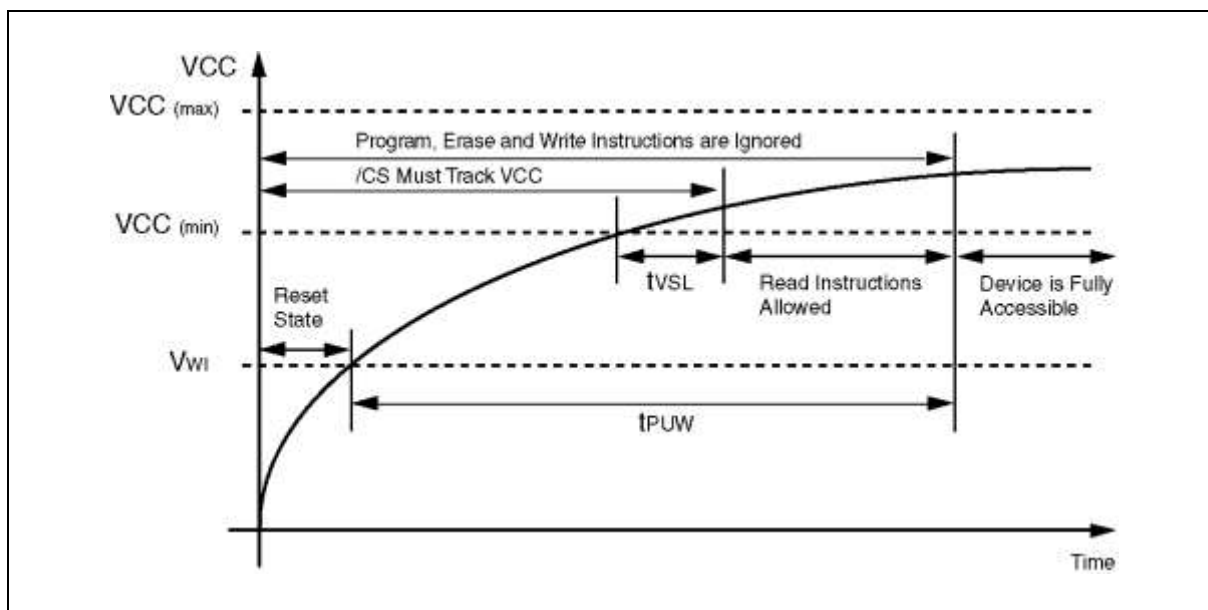 VCC
VCC (max)
Program, Erase and Write Instructions are Ignored
/CS Must Track VCC
VCC (min)
tVSL
Read Instructions
Allowed
Device is Fully
Accessible
Reset
State
VWI
tPUW
Time